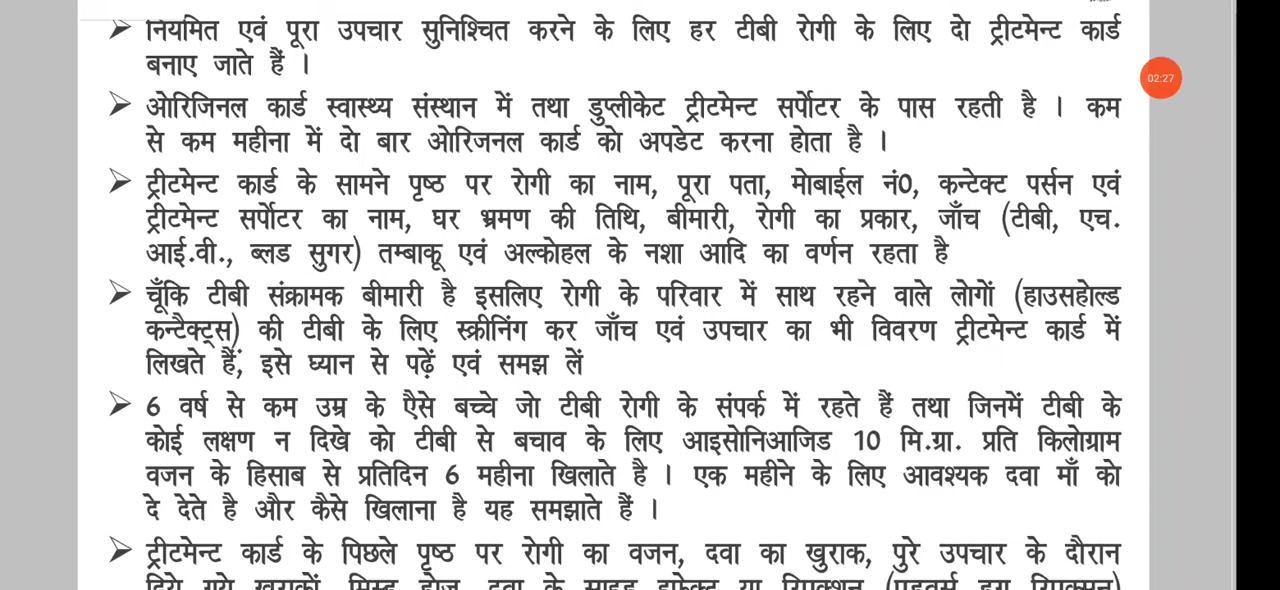 ➢ नियमित एवं पूरा उपचार सुनिश्चित करने के लिए हर टीबी रोगी के लिए दो ट्रीटमेन्ट कार्ड
बनाए जाते हैं ।
02:27
➢ ओरिजिनल कार्ड स्वास्थ्य संस्थान में तथा डुप्लीकेट ट्रीटमेन्ट सर्पोटर के पास रहती है । कम
से कम महीना में दो बार ओरिजनल कार्ड को अपडेट करना होता है ।
➢ ट्रीटमेन्ट कार्ड के सामने पृष्ठ पर रोगी का नाम, पूरा पता, मोबाईल नं0, कन्टेक्ट पर्सन एवं
ट्रीटमेन्ट सर्पोटर का नाम, घर भ्रमण की तिथि, बीमारी, रोगी का प्रकार, जाँच (टीबी, एच.
आई.वी., ब्लड सुगर) तम्बाकू एवं अल्कोहल के नशा आदि का वर्णन रहता है
➢ चूँकि टीबी संक्रामक बीमारी है इसलिए रोगी के परिवार में साथ रहने वाले लोगों (हाउसहोल्ड
कन्टैक्ट्स) की टीबी के लिए स्क्रीनिंग कर जाँच एवं उपचार का भी विवरण ट्रीटमेन्ट कार्ड में
लिखते हैं; इसे घ्यान से पढ़ें एवं समझ लें
➢ 6 वर्ष से कम उम्र के ऐैसे बच्चे जो टीबी रोगी के संपर्क में रहते हैं तथा जिनमें टीबी के
कोई लक्षण न दिखे को टीबी से बचाव के लिए आइसोनिआजिड 10 मि.ग्रा. प्रति किलोग्राम
वजन के हिसाब से प्रतिदिन 6 महीना खिलाते है । एक महीने के लिए आवश्यक दवा माँ को
दे देते है और कैसे खिलाना है यह समझाते हैं ।
➢ ट्रीटमेन्ट कार्ड के पिछले पृष्ठ पर रोगी का वजन, दवा का खुराक, पुरे उपचार के दौरान